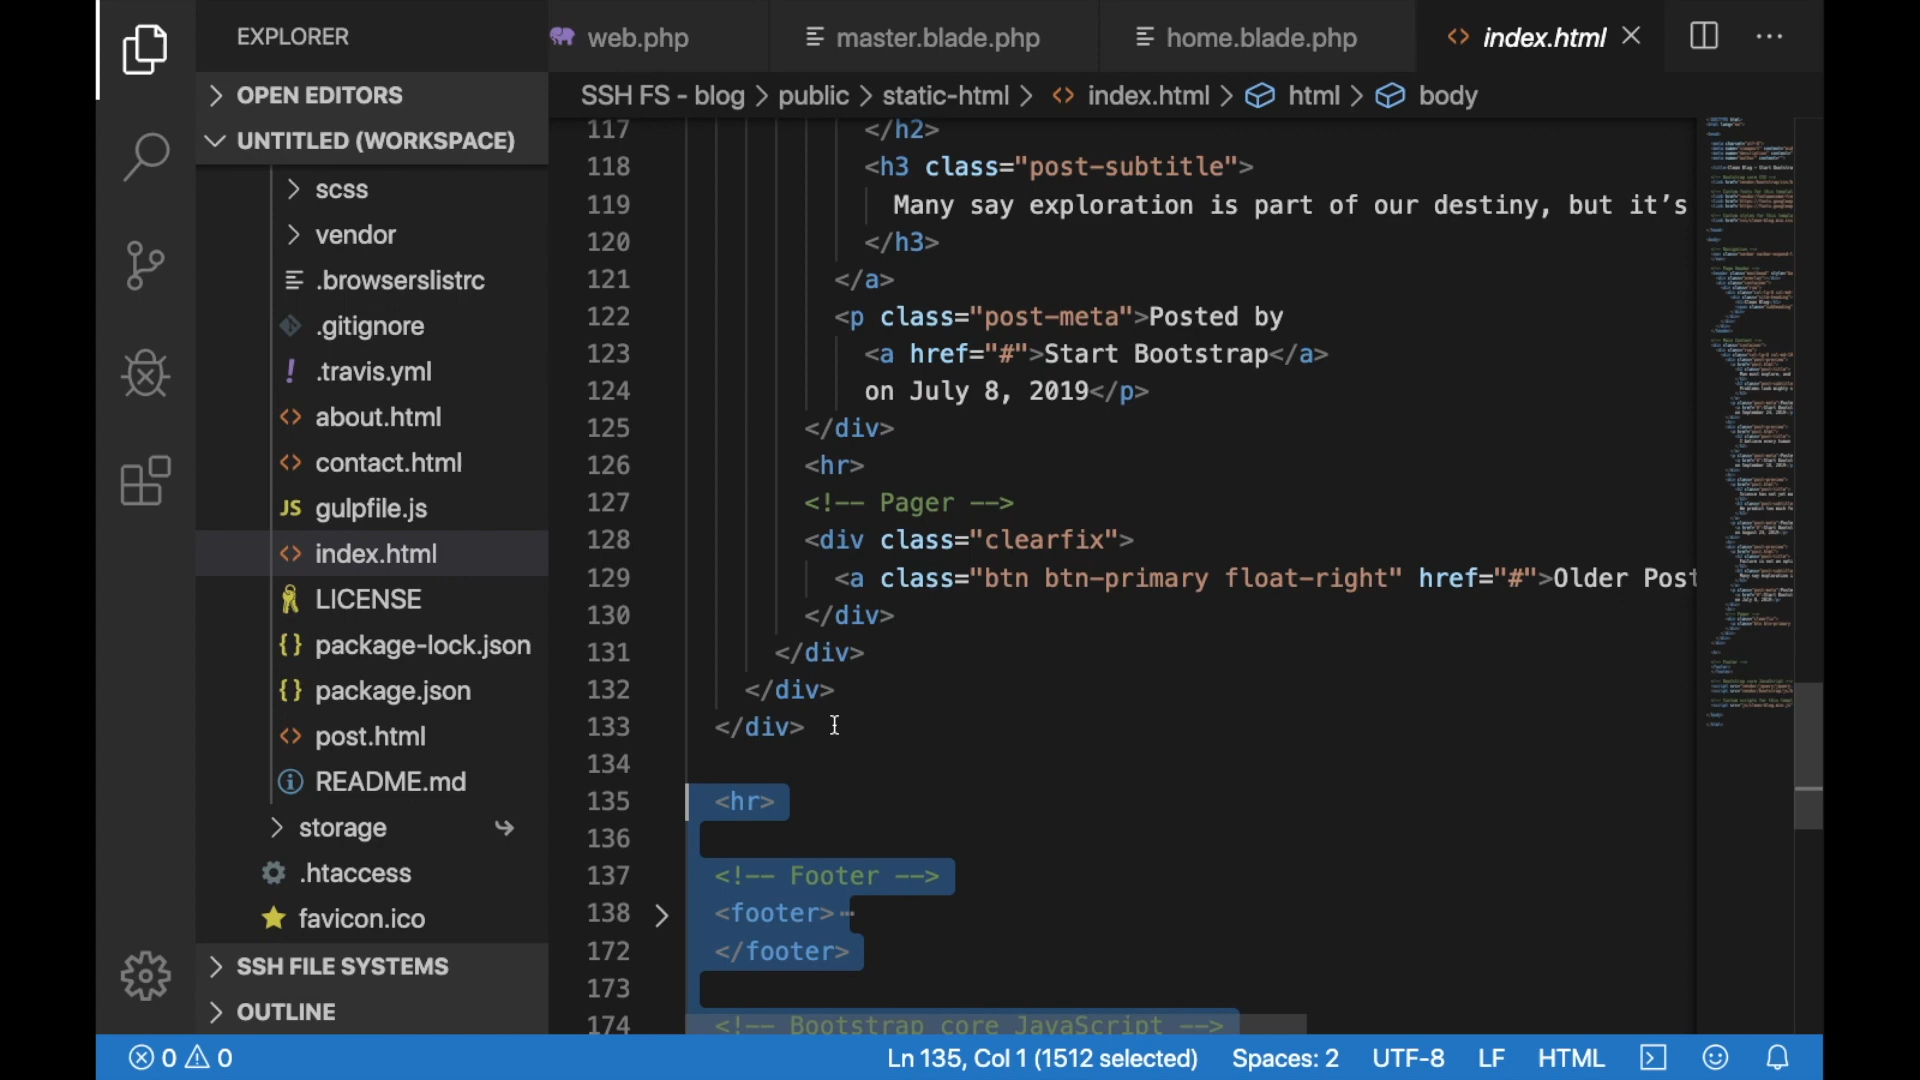 EXPLORER
web.php
master.blade.php
home.blade.php
index.html
OPEN EDITORS
UNTITLED (WORKSPACE)
SSH FS - blog > public > static-html > index.html > html > body
scss
vendor
.browserslistrc
.gitignore
.travis.yml
about.html
contact.html
JS gulpfile.js
index.html
LICENSE
{} package-lock.json
{} package.json
post.html
README.md
storage
.htaccess
favicon.ico
SSH FILE SYSTEMS
OUTLINE
117 </h2>
118 <h3 class="post-subtitle">
119 Many say exploration is part of our destiny, but it’s
120 </h3>
121 </a>
122 <p class="post-meta">Posted by
123 <a href="#">Start Bootstrap</a>
124 on July 8, 2019</p>
125 </div>
126 <hr>
127 <!-- Pager -->
128 <div class="clearfix">
129 <a class="btn btn-primary float-right" href="#">Older Post
130 </div>
131 </div>
132 </div>
133 </div>
134
135 <hr>
136
137 <!-- Footer -->
138 <footer>
172 </footer>
173
174 <!-- Bootstrap core JavaScript -->
0 0
Ln 135, Col 1 (1512 selected)
Spaces: 2
UTF-8
LF
HTML